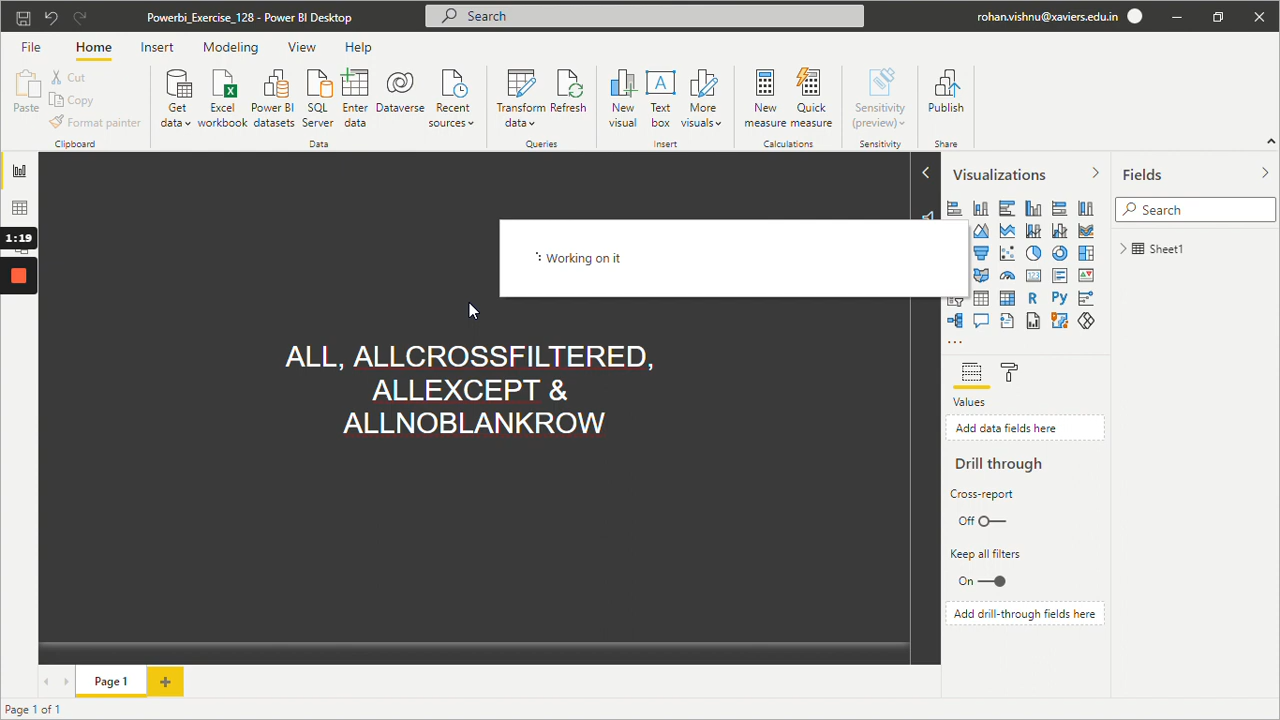 Powerbi_Exercise_128 - Power BI Desktop
Search
rohan.vishnu@xaviers.edu.in
File
Home
Insert
Modeling
View
Help
Paste
Cut
Copy
Format painter
Clipboard
Get data
Excel workbook
Power BI datasets
SQL Server
Enter data
Dataverse
Recent sources
Data
Transform data
Refresh
Queries
New visual
Text box
More visuals
Insert
New measure
Quick measure
Calculations
Sensitivity (preview)
Sensitivity
Publish
Share
1:19
Working on it
ALL, ALLCROSSFILTERED,
ALLEXCEPT &
ALLNOBLANKROW
Visualizations
R
Py
Values
Add data fields here
Drill through
Cross-report
Off
Keep all filters
On
Add drill-through fields here
Fields
Search
Sheet1
Page 1
Page 1 of 1